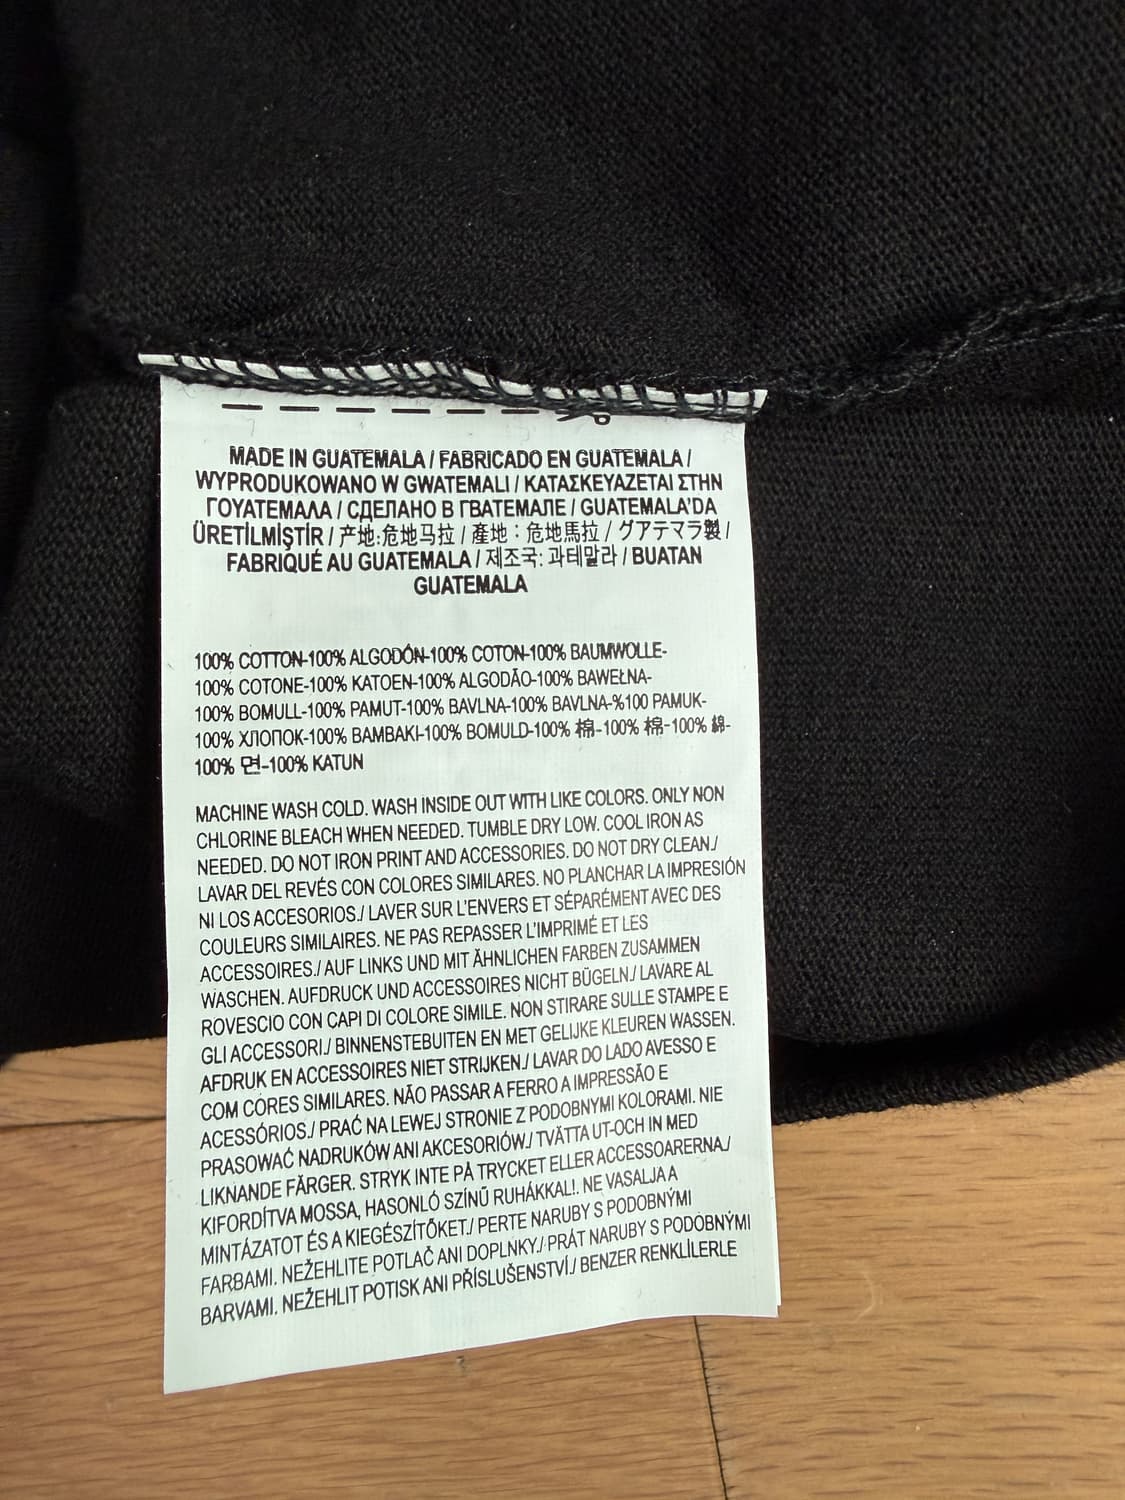 MADE IN GUATEMALA / FABRICADO EN GUATEMALA /
WYPRODUKOWANO W GWATEMALI / ΚΑΤΑΣΚΕΥΑΖΕΤΑΙ ΣΤΗΝ
ΓΟΥΑΤΕΜΑΛΑ / СДЕЛАНО В ГВАТЕМАЛЕ / GUATEMALA'DA
ÜRETİLMİŞTİR / 产地:危地马拉 / 產地：危地馬拉 / グアテマラ製 /
FABRIQUÉ AU GUATEMALA / 제조국: 과테말라 / BUATAN
GUATEMALA
100% COTTON-100% ALGODÓN-100% COTON-100% BAUMWOLLE-
100% COTONE-100% KATOEN-100% ALGODÃO-100% BAWEŁNA-
100% BOMULL-100% PAMUT-100% BAVLNA-100% BAVLNA-%100 PAMUK-
100% ХЛОПОК-100% BAMBAKI-100% BOMULD-100% 棉-100% 棉-100% 綿-
100% 면-100% KATUN
MACHINE WASH COLD. WASH INSIDE OUT WITH LIKE COLORS. ONLY NON
CHLORINE BLEACH WHEN NEEDED. TUMBLE DRY LOW. COOL IRON AS
NEEDED. DO NOT IRON PRINT AND ACCESSORIES. DO NOT DRY CLEAN./
LAVAR DEL REVÉS CON COLORES SIMILARES. NO PLANCHAR LA IMPRESIÓN
NI LOS ACCESORIOS./ LAVER SUR L'ENVERS ET SÉPARÉMENT AVEC DES
COULEURS SIMILAIRES. NE PAS REPASSER L'IMPRIMÉ ET LES
ACCESSOIRES./ AUF LINKS UND MIT ÄHNLICHEN FARBEN ZUSAMMEN
WASCHEN. AUFDRUCK UND ACCESSOIRES NICHT BÜGELN./ LAVARE AL
ROVESCIO CON CAPI DI COLORE SIMILE. NON STIRARE SULLE STAMPE E
GLI ACCESSORI./ BINNENSTEBUITEN EN MET GELIJKE KLEUREN WASSEN.
AFDRUK EN ACCESSOIRES NIET STRIJKEN./ LAVAR DO LADO AVESSO E
COM CORES SIMILARES. NÃO PASSAR A FERRO A IMPRESSÃO E
ACESSÓRIOS./ PRAĆ NA LEWEJ STRONIE Z PODOBNYMI KOLORAMI. NIE
PRASOWAĆ NADRUKÓW ANI AKCESORIÓW./ TVÄTTA UT-OCH IN MED
LIKNANDE FÄRGER. STRYK INTE PÅ TRYCKET ELLER ACCESSOARERNA./
KIFORDÍTVA MOSSA, HASONLÓ SZÍNŰ RUHÁKKAL!. NE VASALJA A
MINTÁZATOT ÉS A KIEGÉSZÍTŐKET./ PERTE NARUBY S PODOBNÝMI
FARBAMI. NEŽEHLITE POTLAČ ANI DOPLNKY./ PRÁT NARUBY S PODOBNÝMI
BARVAMI. NEŽEHLIT POTISK ANI PŘÍSLUŠENSTVÍ./ BENZER RENKLİLERLE